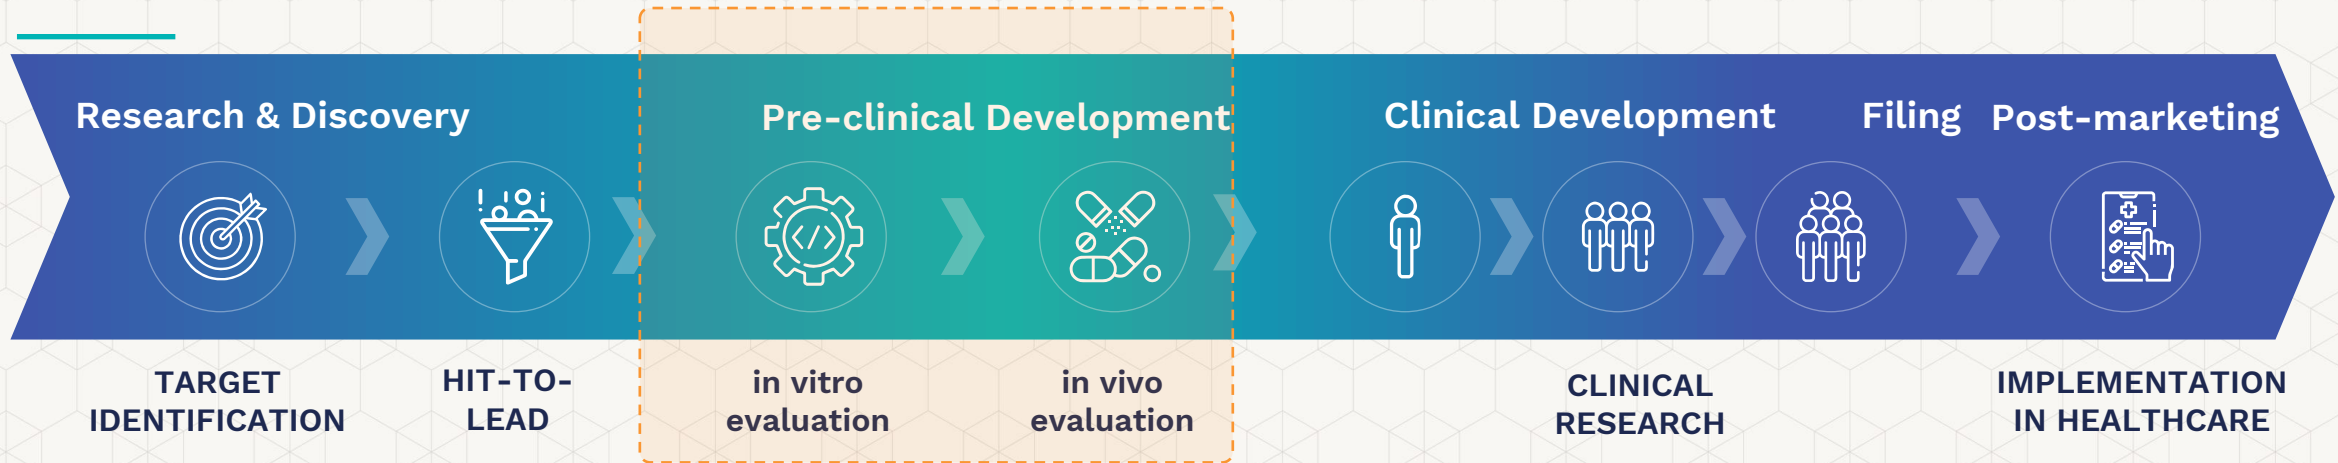 Research & Discovery
Pre-clinical Development
Clinical Development
Filing
Post-marketing
TARGET
IDENTIFICATION
HIT-TO-
LEAD
in vitro
evaluation
in vivo
evaluation
CLINICAL
RESEARCH
IMPLEMENTATION
IN HEALTHCARE